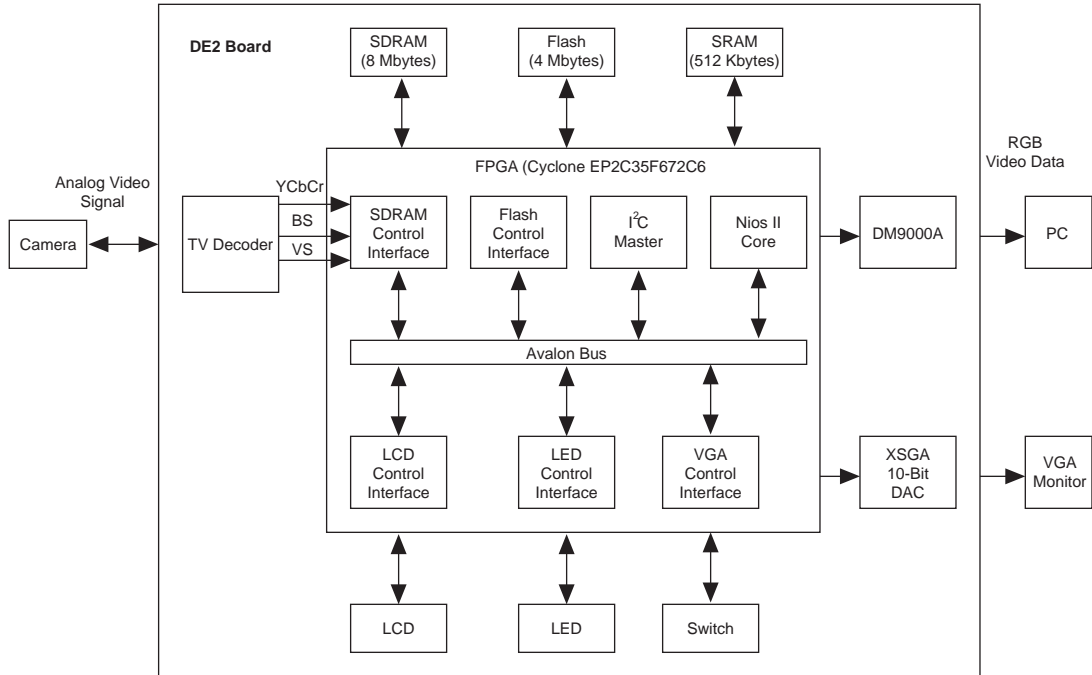 DE2 Board
SDRAM
(8 Mbytes)
Flash
(4 Mbytes)
SRAM
(512 Kbytes)
RGB
Video Data
FPGA (Cyclone EP2C35F672C6
Analog Video
Signal
YCbCr
BS
VS
Camera
TV Decoder
SDRAM
Control
Interface
Flash
Control
Interface
I²C
Master
Nios II
Core
DM9000A
PC
Avalon Bus
LCD
Control
Interface
LED
Control
Interface
VGA
Control
Interface
XSGA
10-Bit
DAC
VGA
Monitor
LCD
LED
Switch